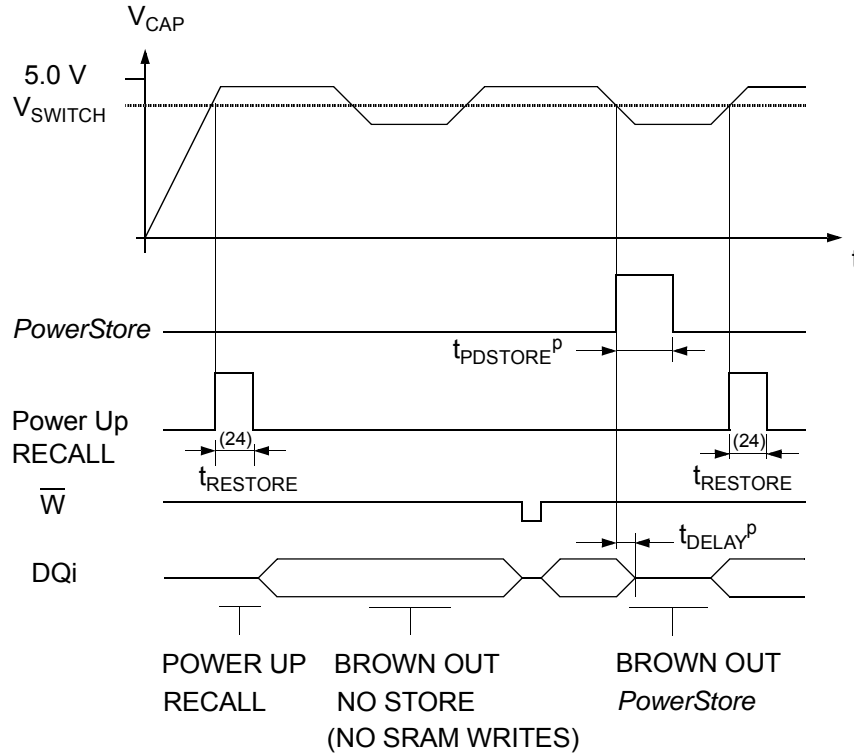 VCAP
5.0 V
VSWITCH
t
PowerStore
tPDSTOREp
Power Up
RECALL
(24)
(24)
tRESTORE
tRESTORE
W
tDELAYp
DQi
POWER UP
RECALL
BROWN OUT
NO STORE
(NO SRAM WRITES)
BROWN OUT
PowerStore